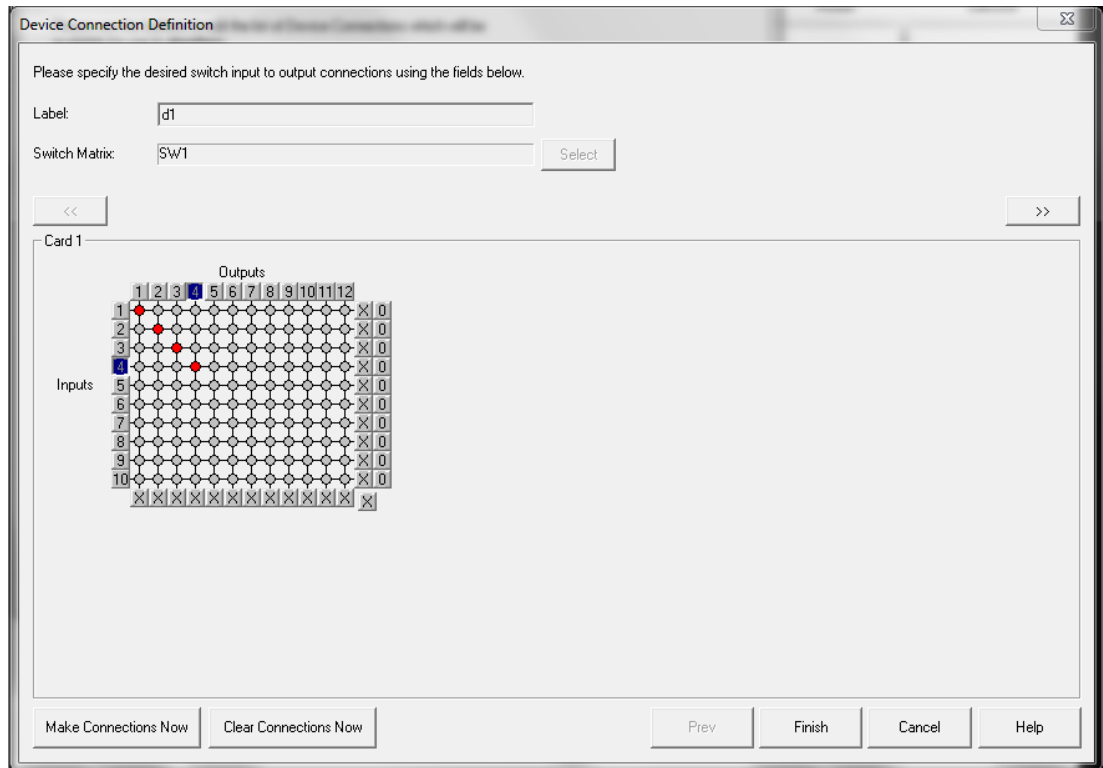 Device Connection Definition
Please specify the desired switch input to output connections using the fields below.
Label: d1
Switch Matrix: SW1 Select
<< >>
Card 1
Outputs
1 2 3 4 5 6 7 8 9 10 11 12
1 X 0
2 X 0
3 X 0
4 X 0
Inputs 5 X 0
6 X 0
7 X 0
8 X 0
9 X 0
10 X 0
X X X X X X X X X X X X X
Make Connections Now Clear Connections Now Prev Finish Cancel Help